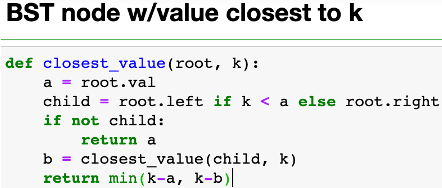 BST node w/value closest to k
def closest_value(root, k):
    a = root.val
    child = root.left if k < a else root.right
    if not child:
        return a
    b = closest_value(child, k)
    return min(k-a, k-b)